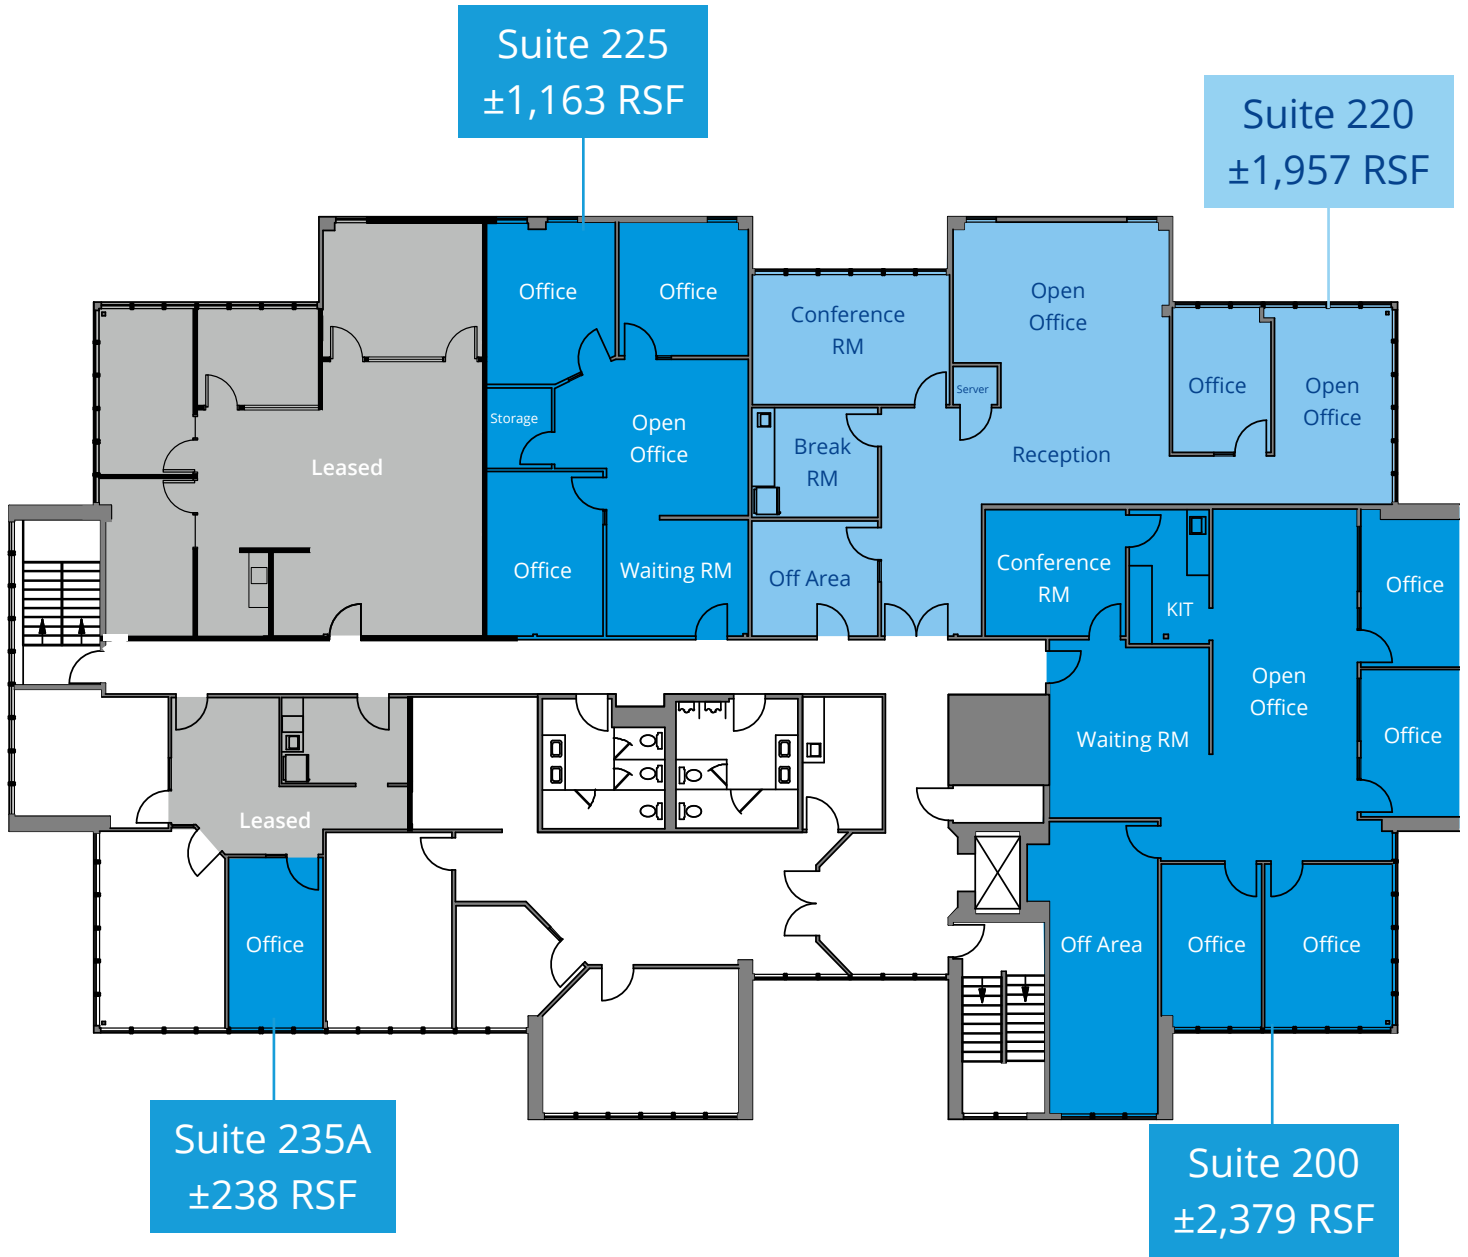 Suite 225
±1,163 RSF
Suite 220
±1,957 RSF
Office
Office
Conference
RM
Open
Office
Office
Open
Office
Server
Storage
Open
Office
Break
RM
Reception
Leased
Office
Waiting RM
Off Area
Conference
RM
KIT
Office
Open
Office
Waiting RM
Office
Leased
Office
Off Area
Office
Office
Suite 235A
±238 RSF
Suite 200
±2,379 RSF